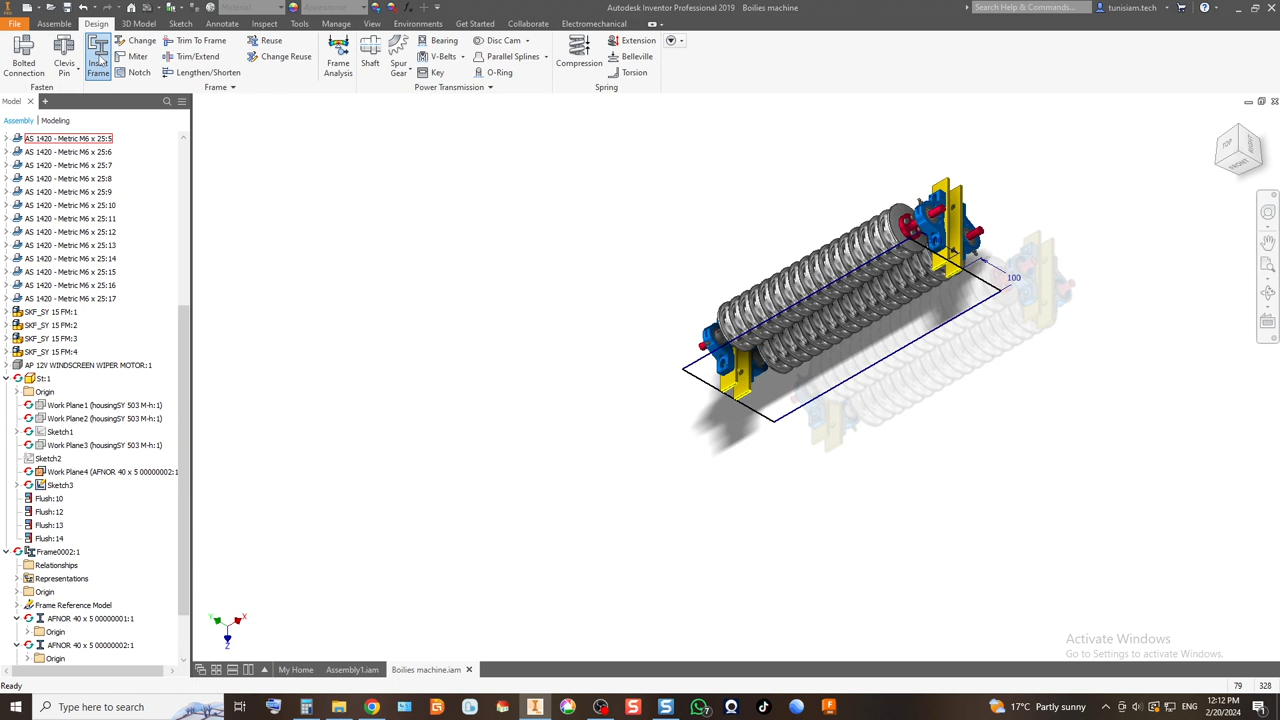 Material
Appearance
Autodesk Inventor Professional 2019   Boilies machine
Search Help & Commands...
tunisiam.tech
File
Assemble
Design
3D Model
Sketch
Annotate
Inspect
Tools
Manage
View
Environments
Get Started
Collaborate
Electromechanical
Bolted Connection
Clevis Pin
Insert Frame
Change
Miter
Notch
Trim To Frame
Trim/Extend
Lengthen/Shorten
Reuse
Change Reuse
Frame Analysis
Shaft
Spur Gear
Bearing
V-Belts
Key
Disc Cam
Parallel Splines
O-Ring
Compression
Extension
Belleville
Torsion
Fasten
Frame
Power Transmission
Spring
Model
Assembly
Modeling
AS 1420 - Metric M6 x 25:5
AS 1420 - Metric M6 x 25:6
AS 1420 - Metric M6 x 25:7
AS 1420 - Metric M6 x 25:8
AS 1420 - Metric M6 x 25:9
AS 1420 - Metric M6 x 25:10
AS 1420 - Metric M6 x 25:11
AS 1420 - Metric M6 x 25:12
AS 1420 - Metric M6 x 25:13
AS 1420 - Metric M6 x 25:14
AS 1420 - Metric M6 x 25:15
AS 1420 - Metric M6 x 25:16
AS 1420 - Metric M6 x 25:17
SKF_SY 15 FM:1
SKF_SY 15 FM:2
SKF_SY 15 FM:3
SKF_SY 15 FM:4
AP 12V WINDSCREEN WIPER MOTOR:1
St:1
Origin
Work Plane1 (housingSY 503 M-h:1)
Work Plane2 (housingSY 503 M-h:1)
Sketch1
Work Plane3 (housingSY 503 M-h:1)
Sketch2
Work Plane4 (AFNOR 40 x 5 00000002:1
Sketch3
Flush:10
Flush:12
Flush:13
Flush:14
Frame0002:1
Relationships
Representations
Origin
Frame Reference Model
AFNOR 40 x 5 00000001:1
Origin
AFNOR 40 x 5 00000002:1
Origin
100
TOP
FRONT
RIGHT
Y
X
Z
Activate Windows
Go to Settings to activate Windows.
My Home
Assembly1.iam
Boilies machine.iam
Ready
79
328
Type here to search
17°C Partly sunny
12:12 PM
2/20/2024